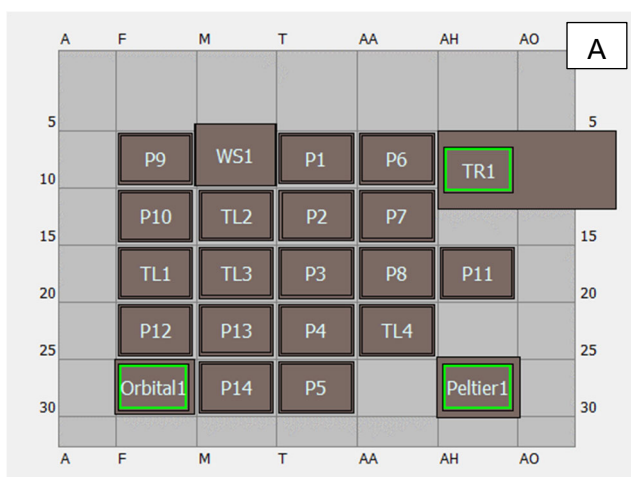 A F M T AA AH AO A
5 5
P9 WS1 P1 P6 TR1
10
P10 TL2 P2 P7
15 15
TL1 TL3 P3 P8 P11
20 20
P12 P13 P4 TL4
25 25
Orbital1 P14 P5 Peltier1
30 30
A F M T AA AH AO